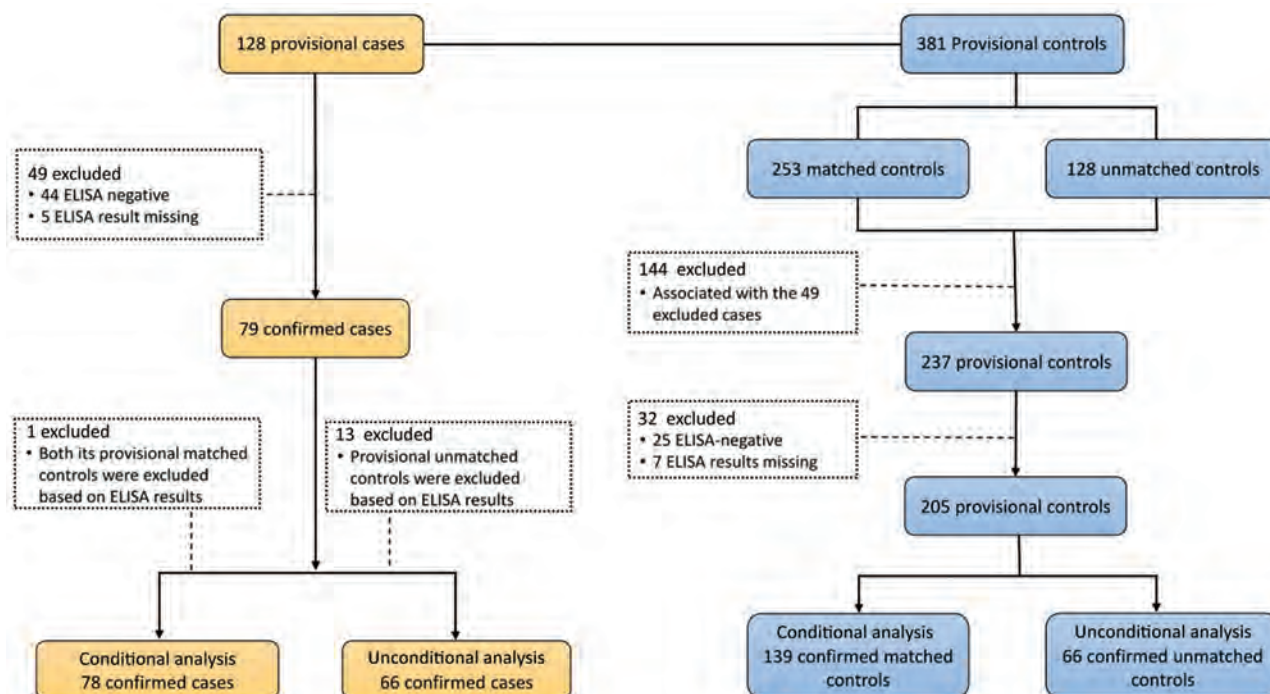 128 provisional cases
381 Provisional controls
253 matched controls
128 unmatched controls
49 excluded
• 44 ELISA negative
• 5 ELISA result missing
144 excluded
• Associated with the 49
excluded cases
79 confirmed cases
237 provisional controls
32 excluded
• 25 ELISA-negative
• 7 ELISA results missing
1 excluded
• Both its provisional matched
controls were excluded
based on ELISA results
13 excluded
• Provisional unmatched
controls were excluded
based on ELISA results
205 provisional controls
Conditional analysis
78 confirmed cases
Unconditional analysis
66 confirmed cases
Conditional analysis
139 confirmed matched
controls
Unconditional analysis
66 confirmed unmatched
controls